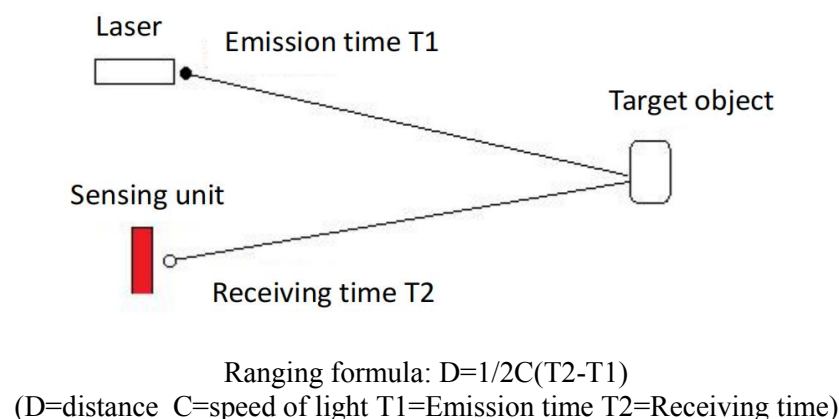 Laser
Emission time T1
Target object
Sensing unit
Receiving time T2
Ranging formula: D=1/2C(T2-T1)
(D=distance C=speed of light T1=Emission time T2=Receiving time)